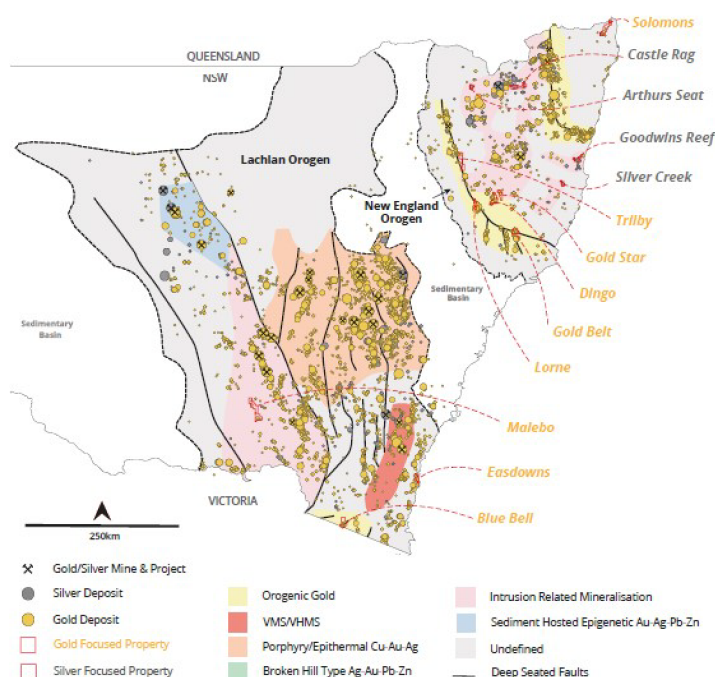 Solomons
QUEENSLAND
NSW
Castle Rag
Arthurs Seat
Lachlan Orogen
Goodwins Reef
Silver Creek
New England
Orogen
Trilby
Gold Star
Sedimentary
Basin
Dingo
Sedimentary
Basin
Gold Belt
Lorne
Malebo
Easdowns
VICTORIA
Blue Bell
250km
Gold/Silver Mine & Project
Silver Deposit
Gold Deposit
Gold Focused Property
Silver Focused Property
Orogenic Gold
VMS/VHMS
Porphyry/Epithermal Cu-Au-Ag
Broken Hill Type Ag-Au-Pb-Zn
Intrusion Related Mineralisation
Sediment Hosted Epigenetic Au-Ag-Pb-Zn
Undefined
Deep Seated Faults